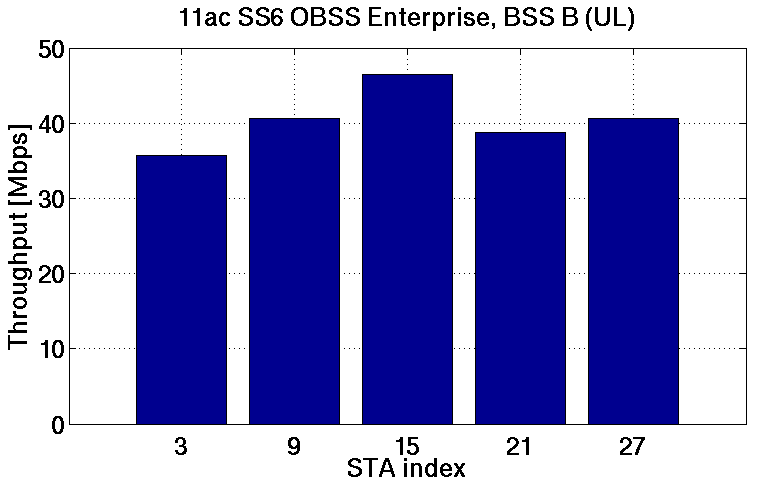 11ac SS6 OBSS Enterprise, BSS B (UL)
Throughput [Mbps]
50
40
30
20
10
0
3 9 15 21 27
STA index